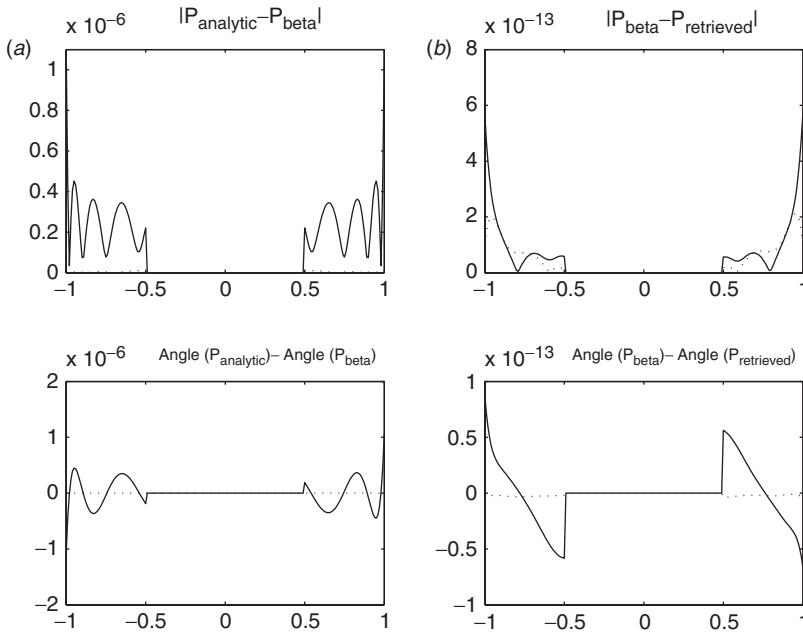 (a)
x 10⁻⁶
|P_analytic–P_beta|
1
0.8
0.6
0.4
0.2
0
−1 −0.5 0 0.5 1
(b)
x 10⁻¹³
|P_beta–P_retrieved|
8
6
4
2
0
−1 −0.5 0 0.5 1
x 10⁻⁶
Angle (P_analytic)– Angle (P_beta)
2
1
0
−1
−2
−1 −0.5 0 0.5 1
x 10⁻¹³
Angle (P_beta)– Angle (P_retrieved)
1
0.5
0
−0.5
−1
−1 −0.5 0 0.5 1